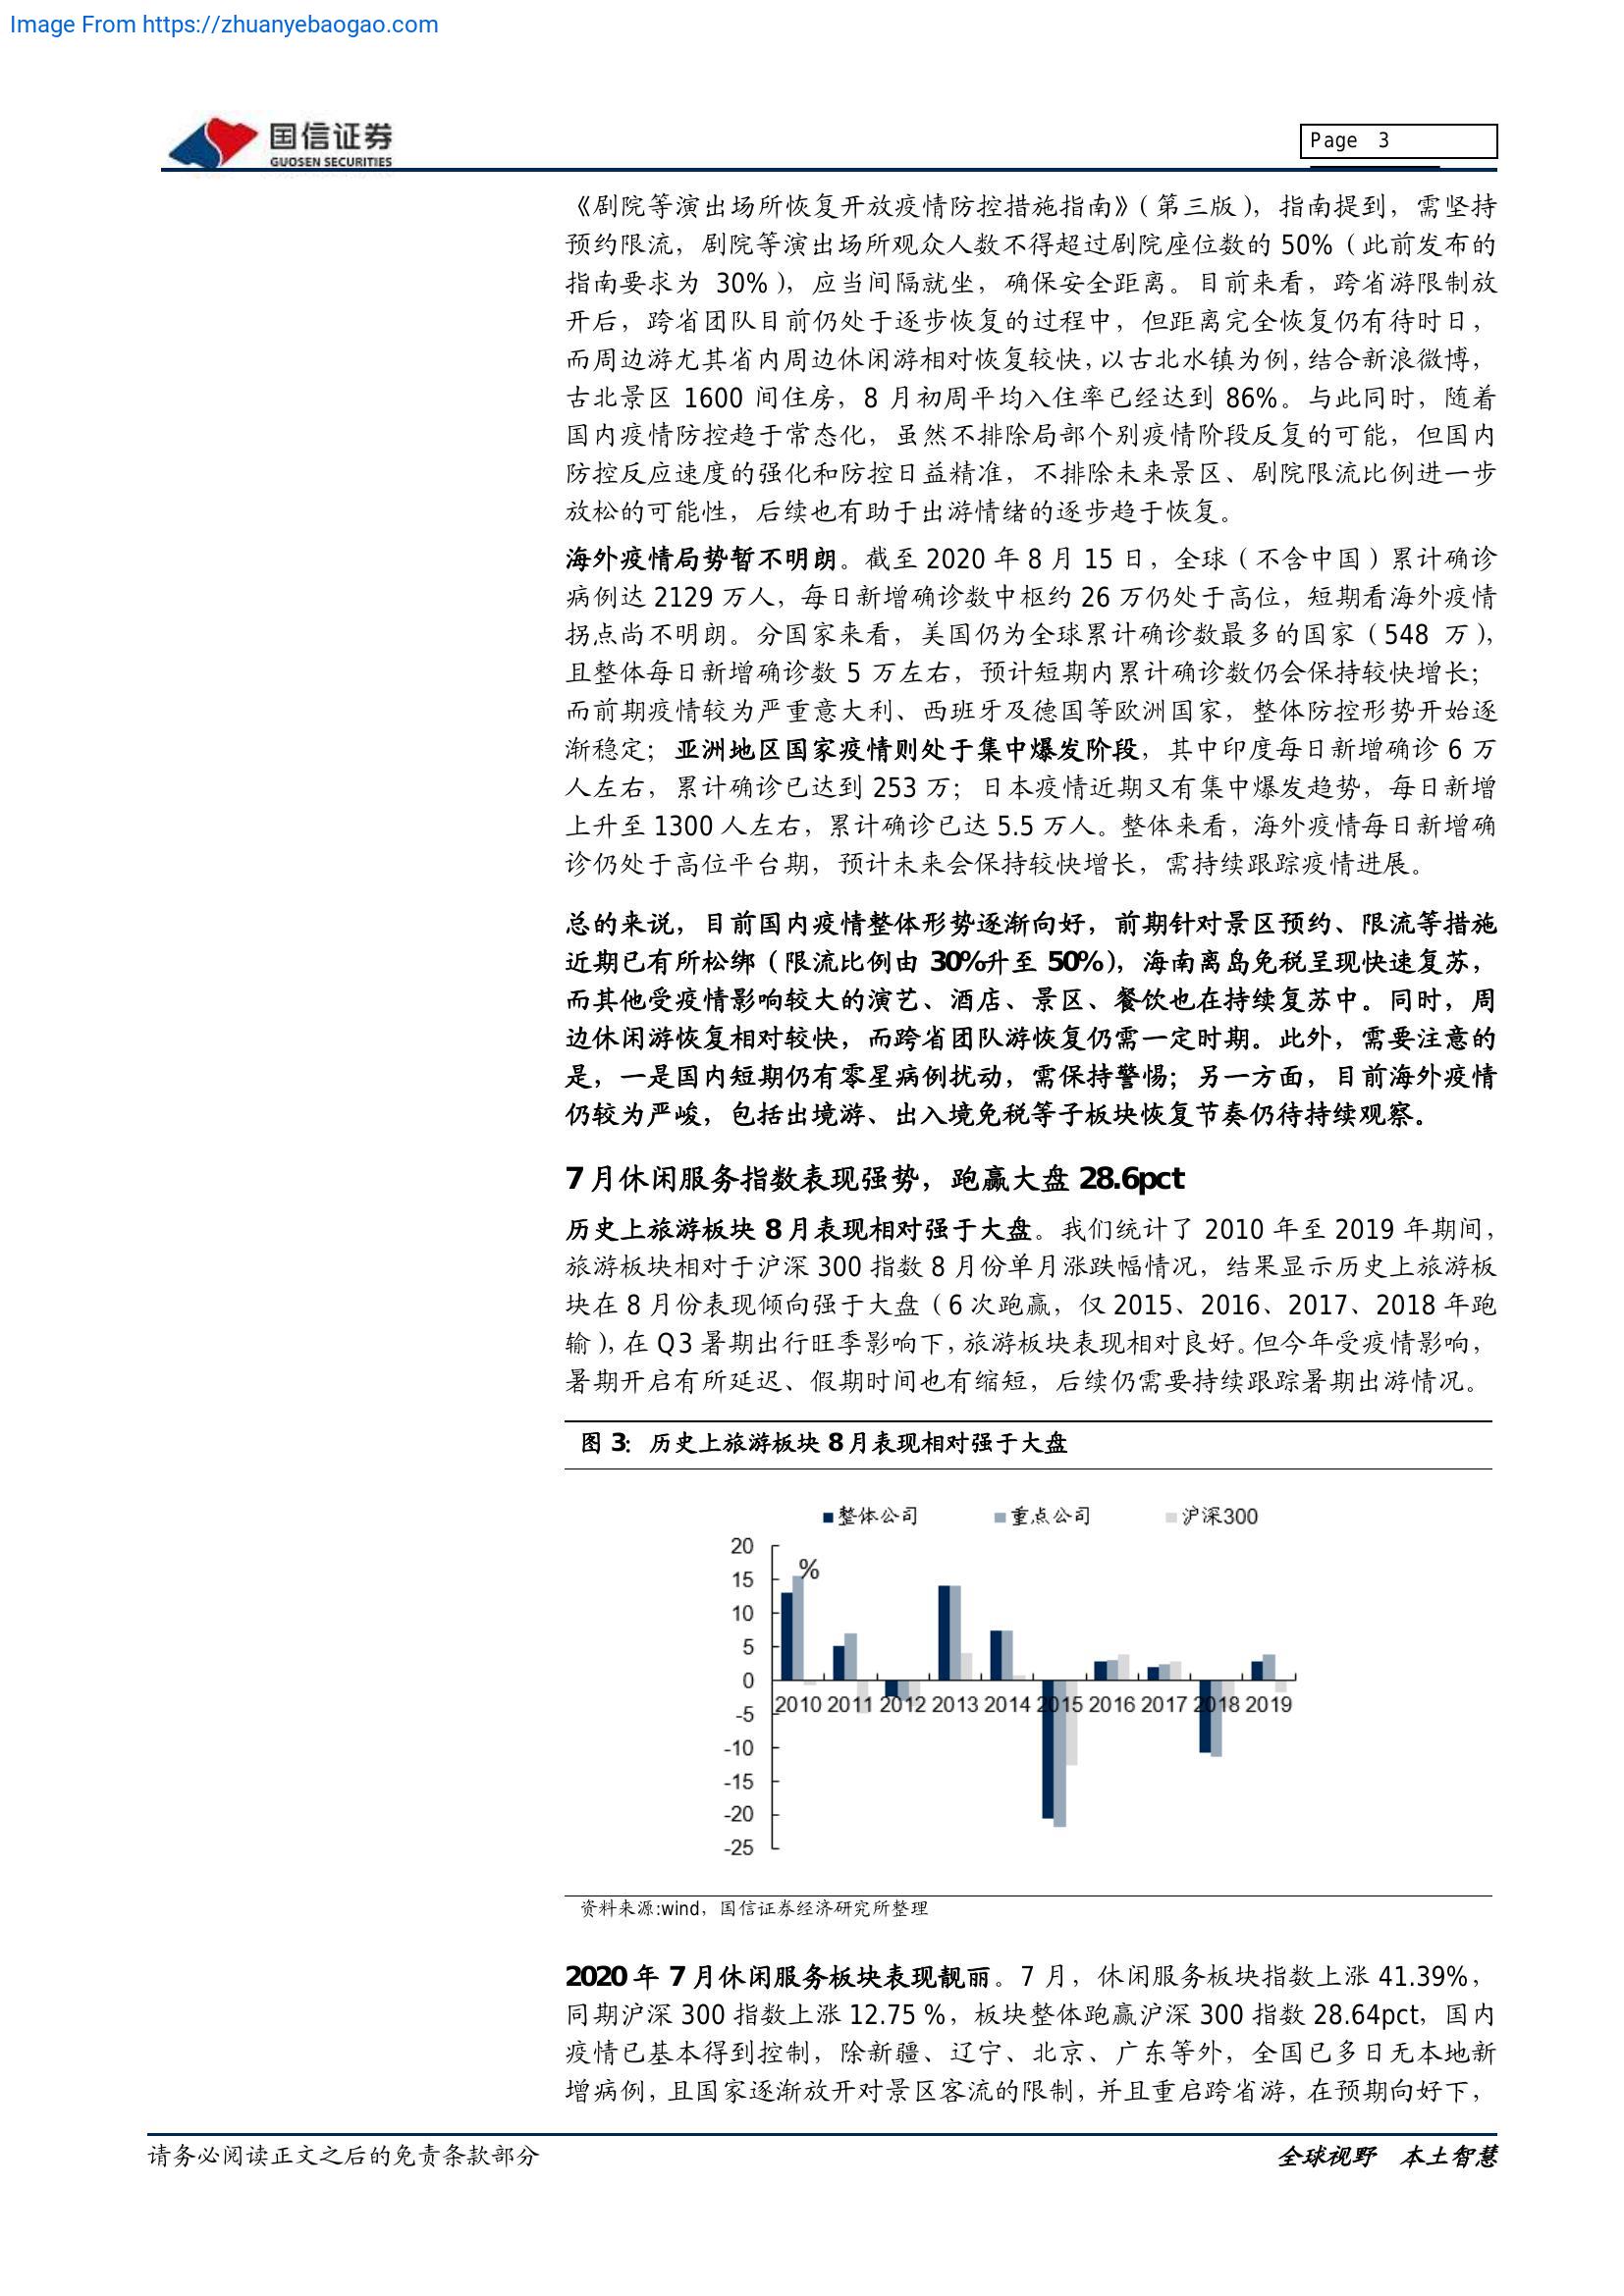 Image From https://zhuanyebaogao.com
国信证券
GUOSEN SECURITIES
Page 3
《剧院等演出场所恢复开放疫情防控措施指南》（第三版），指南提到，需坚持
预约限流，剧院等演出场所观众人数不得超过剧院座位数的 50%（此前发布的
指南要求为 30%），应当间隔就坐，确保安全距离。目前来看，跨省游限制放
开后，跨省团队目前仍处于逐步恢复的过程中，但距离完全恢复仍有待时日，
而周边游尤其省内周边休闲游相对恢复较快，以古北水镇为例，结合新浪微博，
古北景区 1600 间住房，8 月初周平均入住率已经达到 86%。与此同时，随着
国内疫情防控趋于常态化，虽然不排除局部个别疫情阶段反复的可能，但国内
防控反应速度的强化和防控日益精准，不排除未来景区、剧院限流比例进一步
放松的可能性，后续也有助于出游情绪的逐步趋于恢复。
海外疫情局势暂不明朗。截至 2020 年 8 月 15 日，全球（不含中国）累计确诊
病例达 2129 万人，每日新增确诊数中枢约 26 万仍处于高位，短期看海外疫情
拐点尚不明朗。分国家来看，美国仍为全球累计确诊数最多的国家（548 万），
且整体每日新增确诊数 5 万左右，预计短期内累计确诊数仍会保持较快增长；
而前期疫情较为严重意大利、西班牙及德国等欧洲国家，整体防控形势开始逐
渐稳定；亚洲地区国家疫情则处于集中爆发阶段，其中印度每日新增确诊 6 万
人左右，累计确诊已达到 253 万；日本疫情近期又有集中爆发趋势，每日新增
上升至 1300 人左右，累计确诊已达 5.5 万人。整体来看，海外疫情每日新增确
诊仍处于高位平台期，预计未来会保持较快增长，需持续跟踪疫情进展。
总的来说，目前国内疫情整体形势逐渐向好，前期针对景区预约、限流等措施
近期已有所松绑（限流比例由 30%升至 50%），海南离岛免税呈现快速复苏，
而其他受疫情影响较大的演艺、酒店、景区、餐饮也在持续复苏中。同时，周
边休闲游恢复相对较快，而跨省团队游恢复仍需一定时期。此外，需要注意的
是，一是国内短期仍有零星病例扰动，需保持警惕；另一方面，目前海外疫情
仍较为严峻，包括出境游、出入境免税等子板块恢复节奏仍待持续观察。
7 月休闲服务指数表现强势，跑赢大盘 28.6pct
历史上旅游板块 8 月表现相对强于大盘。我们统计了 2010 年至 2019 年期间，
旅游板块相对于沪深 300 指数 8 月份单月涨跌幅情况，结果显示历史上旅游板
块在 8 月份表现倾向强于大盘（6 次跑赢，仅 2015、2016、2017、2018 年跑
输），在 Q3 暑期出行旺季影响下，旅游板块表现相对良好。但今年受疫情影响，
暑期开启有所延迟、假期时间也有缩短，后续仍需要持续跟踪暑期出游情况。
图 3：历史上旅游板块 8 月表现相对强于大盘
整体公司 重点公司 沪深300
%
20
15
10
5
0
-5
-10
-15
-20
-25
2010 2011 2012 2013 2014 2015 2016 2017 2018 2019
资料来源:wind，国信证券经济研究所整理
2020 年 7 月休闲服务板块表现靓丽。7 月，休闲服务板块指数上涨 41.39%，
同期沪深 300 指数上涨 12.75 %，板块整体跑赢沪深 300 指数 28.64pct，国内
疫情已基本得到控制，除新疆、辽宁、北京、广东等外，全国已多日无本地新
增病例，且国家逐渐放开对景区客流的限制，并且重启跨省游，在预期向好下，
请务必阅读正文之后的免责条款部分
全球视野 本土智慧